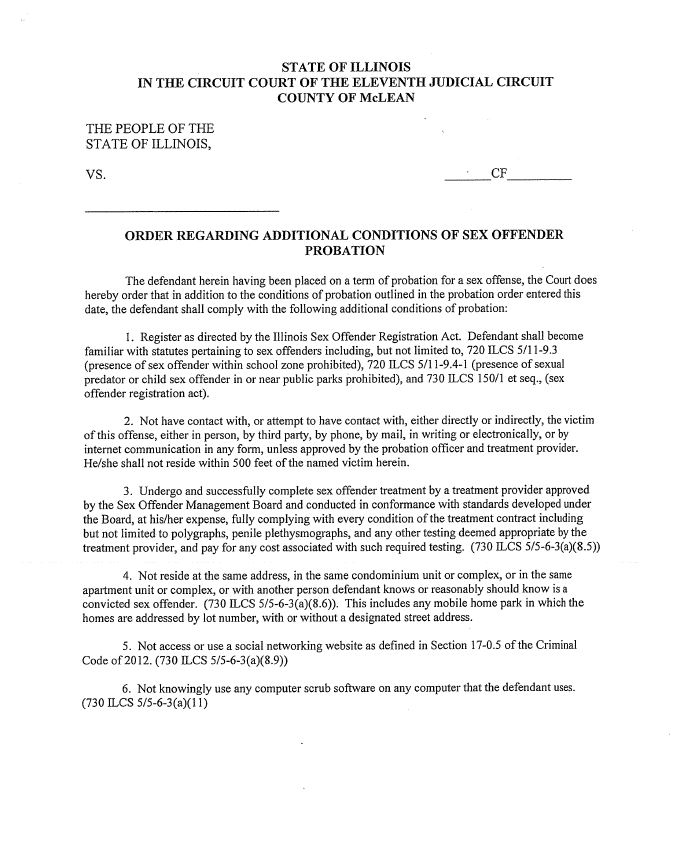 STATE OF ILLINOIS
IN THE CIRCUIT COURT OF THE ELEVENTH JUDICIAL CIRCUIT
COUNTY OF McLEAN
THE PEOPLE OF THE
STATE OF ILLINOIS,
VS.
_______CF__________
______________________________
ORDER REGARDING ADDITIONAL CONDITIONS OF SEX OFFENDER
PROBATION
The defendant herein having been placed on a term of probation for a sex offense, the Court does
hereby order that in addition to the conditions of probation outlined in the probation order entered this
date, the defendant shall comply with the following additional conditions of probation:
1. Register as directed by the Illinois Sex Offender Registration Act. Defendant shall become
familiar with statutes pertaining to sex offenders including, but not limited to, 720 ILCS 5/11-9.3
(presence of sex offender within school zone prohibited), 720 ILCS 5/11-9.4-1 (presence of sexual
predator or child sex offender in or near public parks prohibited), and 730 ILCS 150/1 et seq., (sex
offender registration act).
2. Not have contact with, or attempt to have contact with, either directly or indirectly, the victim
of this offense, either in person, by third party, by phone, by mail, in writing or electronically, or by
internet communication in any form, unless approved by the probation officer and treatment provider.
He/she shall not reside within 500 feet of the named victim herein.
3. Undergo and successfully complete sex offender treatment by a treatment provider approved
by the Sex Offender Management Board and conducted in conformance with standards developed under
the Board, at his/her expense, fully complying with every condition of the treatment contract including
but not limited to polygraphs, penile plethysmographs, and any other testing deemed appropriate by the
treatment provider, and pay for any cost associated with such required testing. (730 ILCS 5/5-6-3(a)(8.5))
4. Not reside at the same address, in the same condominium unit or complex, or in the same
apartment unit or complex, or with another person defendant knows or reasonably should know is a
convicted sex offender. (730 ILCS 5/5-6-3(a)(8.6)). This includes any mobile home park in which the
homes are addressed by lot number, with or without a designated street address.
5. Not access or use a social networking website as defined in Section 17-0.5 of the Criminal
Code of 2012. (730 ILCS 5/5-6-3(a)(8.9))
6. Not knowingly use any computer scrub software on any computer that the defendant uses.
(730 ILCS 5/5-6-3(a)(11)